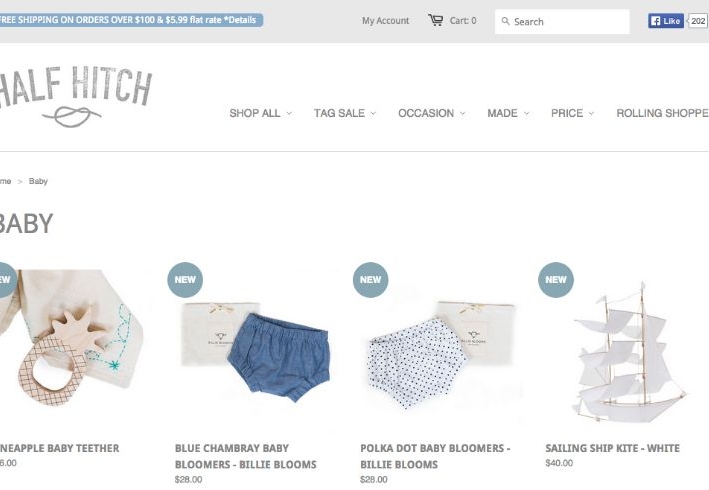 FREE SHIPPING ON ORDERS OVER $100 & $5.99 flat rate *Details
My Account
Cart: 0
Search
Like
202
HALF HITCH
SHOP ALL
TAG SALE
OCCASION
MADE
PRICE
ROLLING SHOPPE
me > Baby
BABY
EW
NEW
NEW
NEW
BILLIE BLOOMS
NEAPPLE BABY TEETHER
6.00
BLUE CHAMBRAY BABY
BLOOMERS - BILLIE BLOOMS
$28.00
POLKA DOT BABY BLOOMERS -
BILLIE BLOOMS
$28.00
SAILING SHIP KITE - WHITE
$40.00